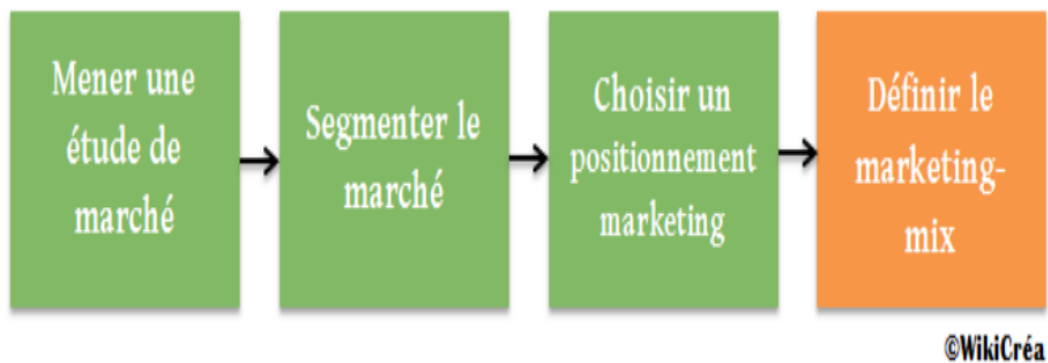 Mener une
étude de
marché
Segmenter le
marché
Choisir un
positionnement
marketing
Définir le
marketing-
mix
©WikiCréa